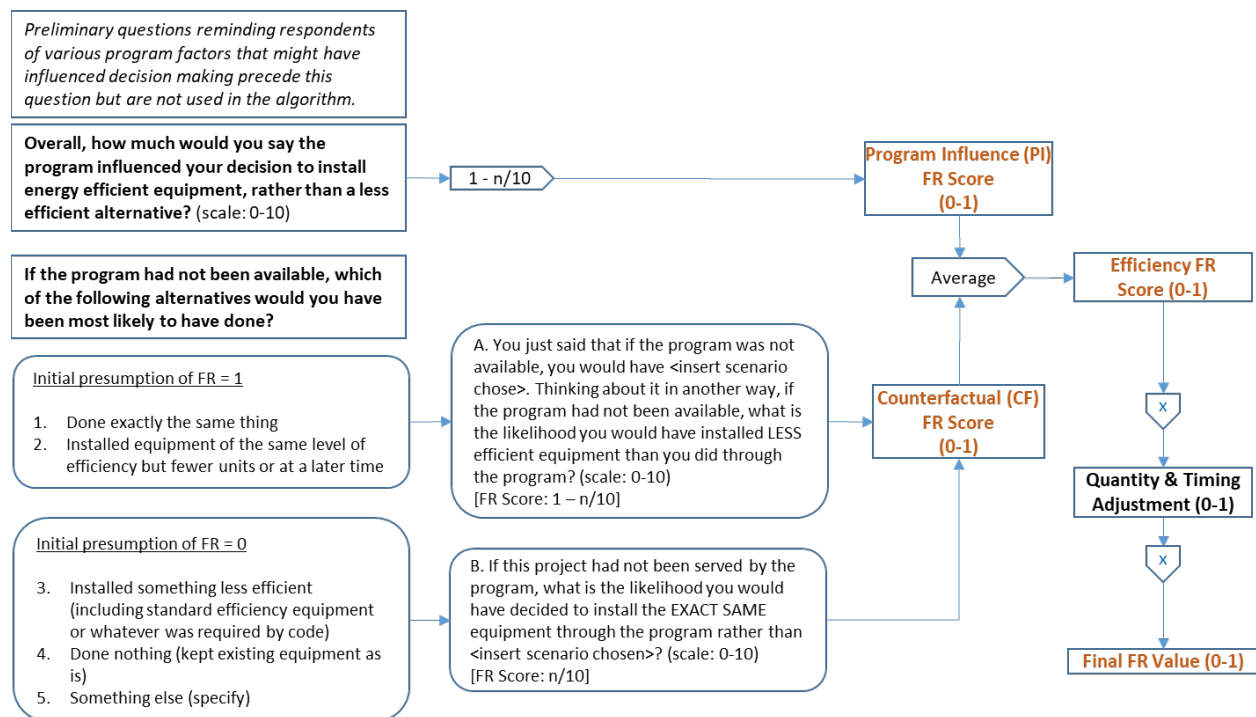 Preliminary questions reminding respondents
of various program factors that might have
influenced decision making precede this
question but are not used in the algorithm.
Overall, how much would you say the
program influenced your decision to install
energy efficient equipment, rather than a less
efficient alternative? (scale: 0-10)
1 - n/10
Program Influence (PI)
FR Score
(0-1)
If the program had not been available, which
of the following alternatives would you have
been most likely to have done?
Average
Efficiency FR
Score (0-1)
Initial presumption of FR = 1
1. Done exactly the same thing
2. Installed equipment of the same level of
efficiency but fewer units or at a later time
A. You just said that if the program was not
available, you would have <insert scenario
chose>. Thinking about it in another way, if
the program had not been available, what is
the likelihood you would have installed LESS
efficient equipment than you did through
the program? (scale: 0-10)
[FR Score: 1 – n/10]
Counterfactual (CF)
FR Score
(0-1)
x
Quantity & Timing
Adjustment (0-1)
x
Final FR Value (0-1)
Initial presumption of FR = 0
3. Installed something less efficient
(including standard efficiency equipment
or whatever was required by code)
4. Done nothing (kept existing equipment as
is)
5. Something else (specify)
B. If this project had not been served by the
program, what is the likelihood you would
have decided to install the EXACT SAME
equipment through the program rather than
<insert scenario chosen>? (scale: 0-10)
[FR Score: n/10]